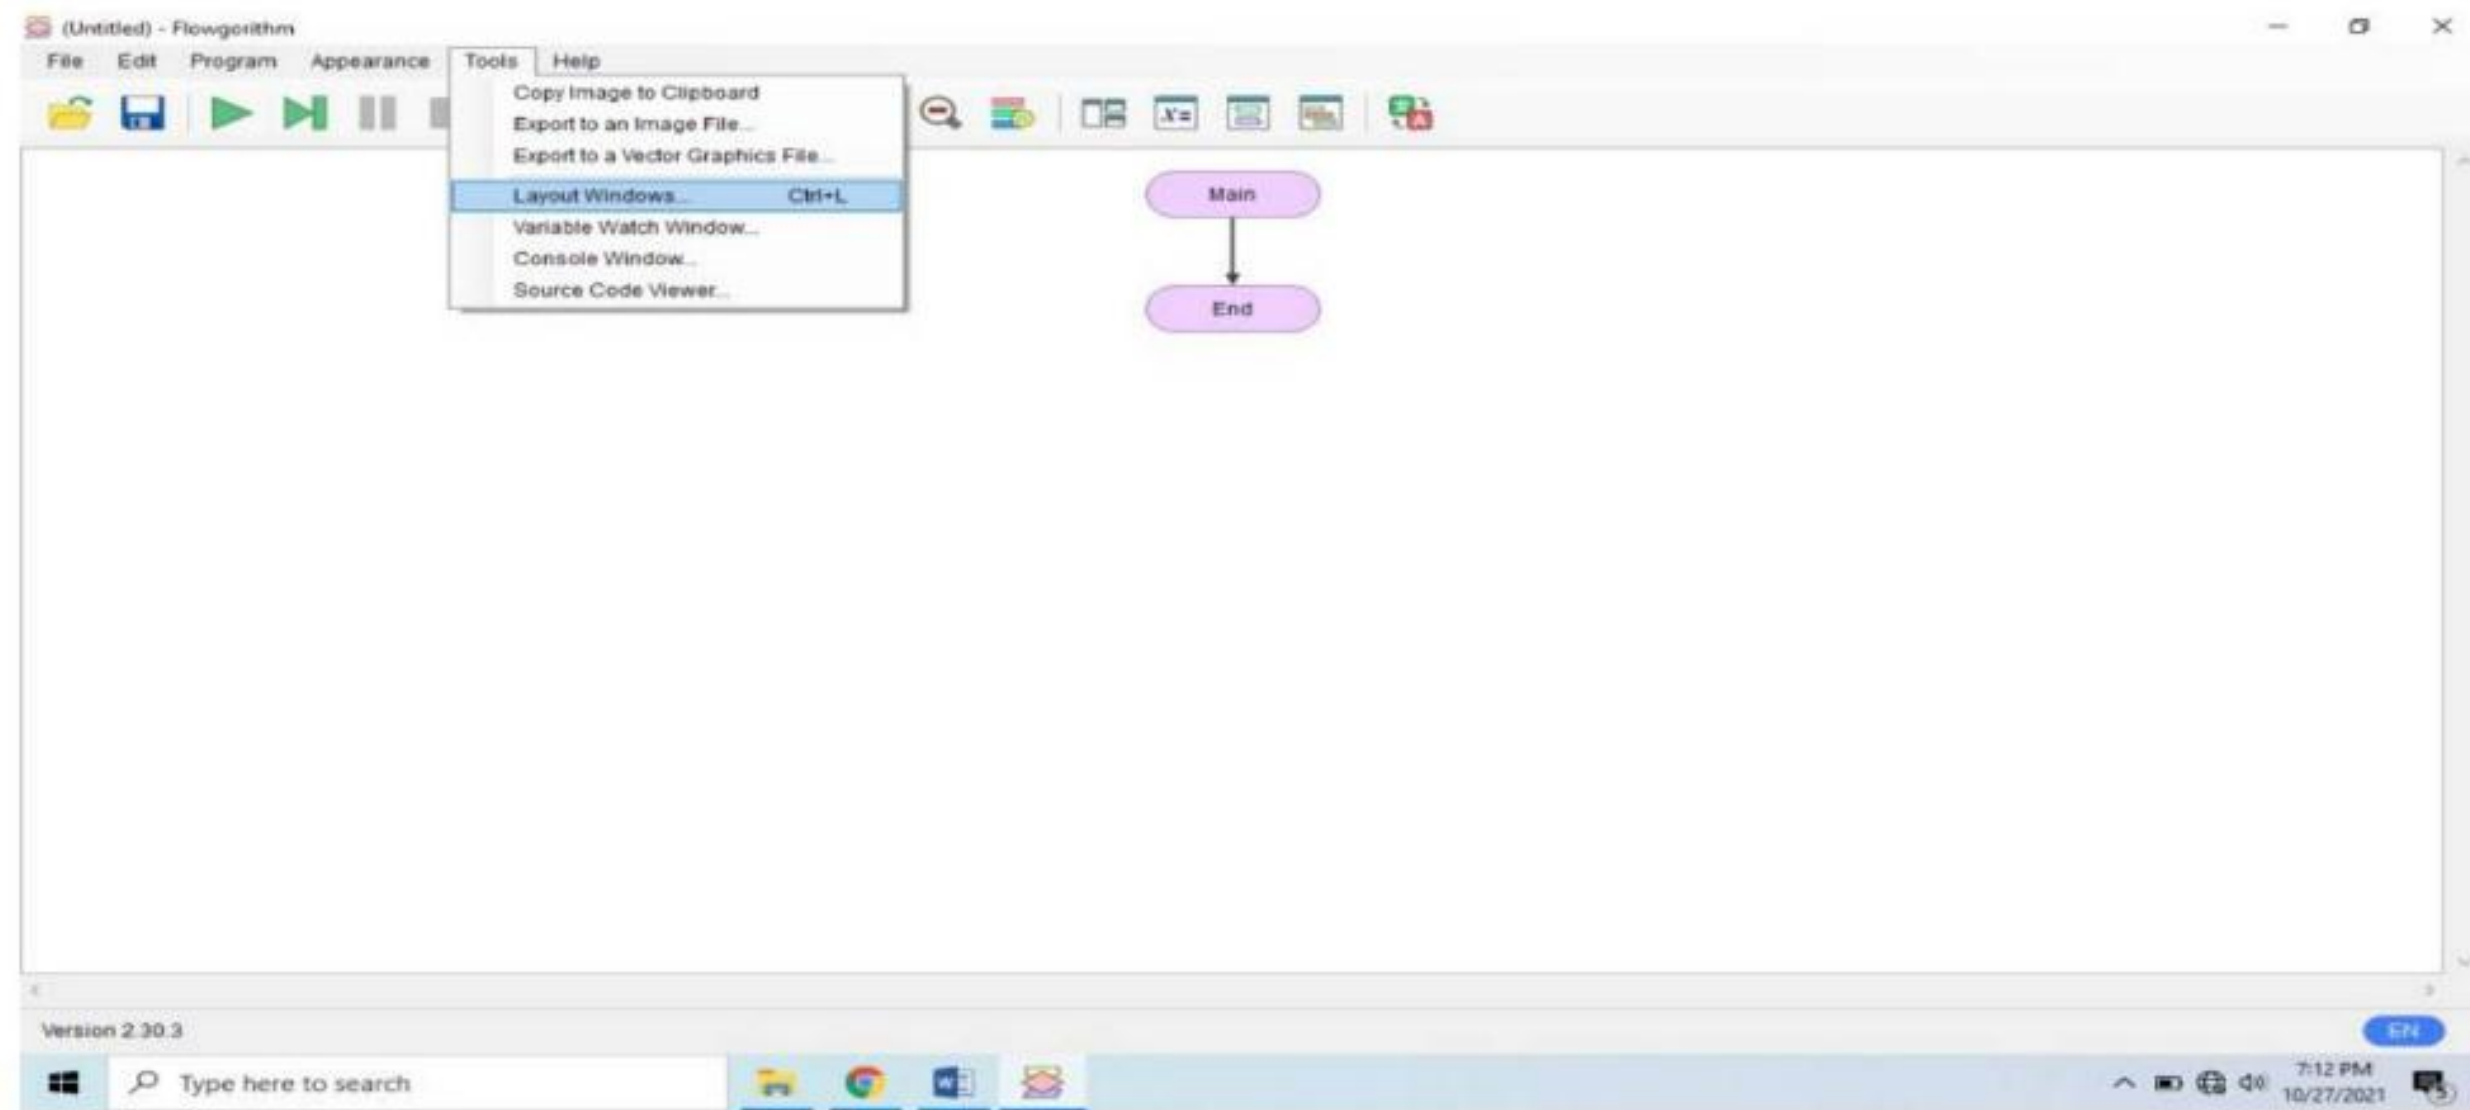 (Untitled) - Flowgorithm
File Edit Program Appearance Tools Help
Copy Image to Clipboard
Export to an Image File...
Export to a Vector Graphics File...
Layout Windows... Ctrl+L
Variable Watch Window...
Console Window...
Source Code Viewer...
x=
Main
End
Version 2.30.3
EN
Type here to search
7:12 PM
10/27/2021
5